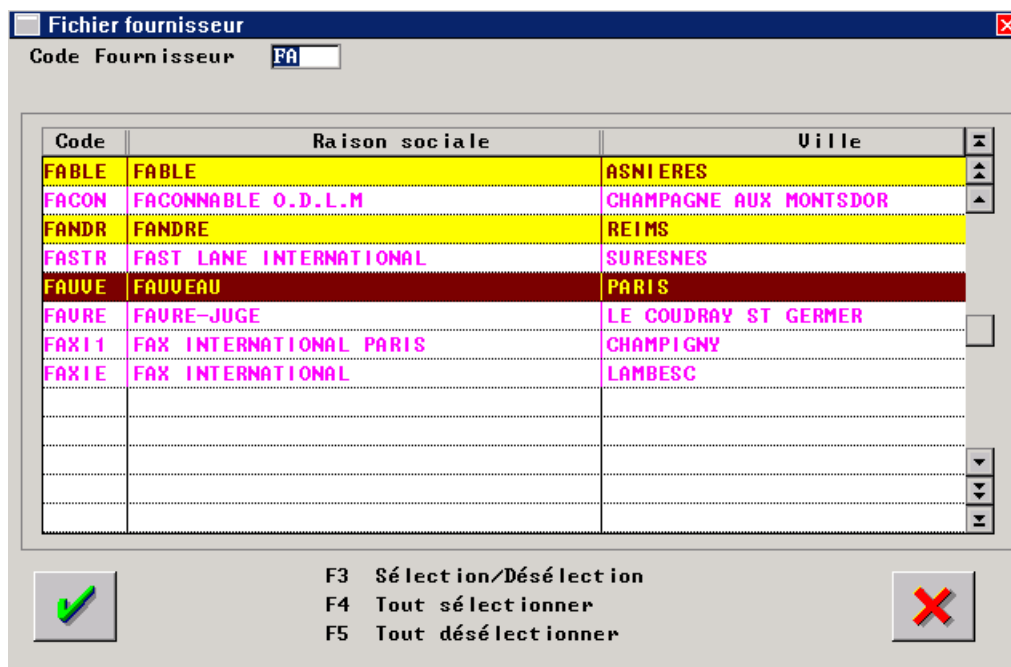 Fichier fournisseur
Code Fournisseur FA
Code Raison sociale Ville
FABLE FABLE ASNIERES
FACON FACONNABLE O.D.L.M CHAMPAGNE AUX MONTSDOR
FANDR FANDRE REIMS
FASTR FAST LANE INTERNATIONAL SURESNES
FAUVE FAUVEAU PARIS
FAVRE FAVRE-JUGE LE COUDRAY ST GERMER
FAXI1 FAX INTERNATIONAL PARIS CHAMPIGNY
FAXIE FAX INTERNATIONAL LAMBESC
F3 Sélection/Désélection
F4 Tout sélectionner
F5 Tout désélectionner